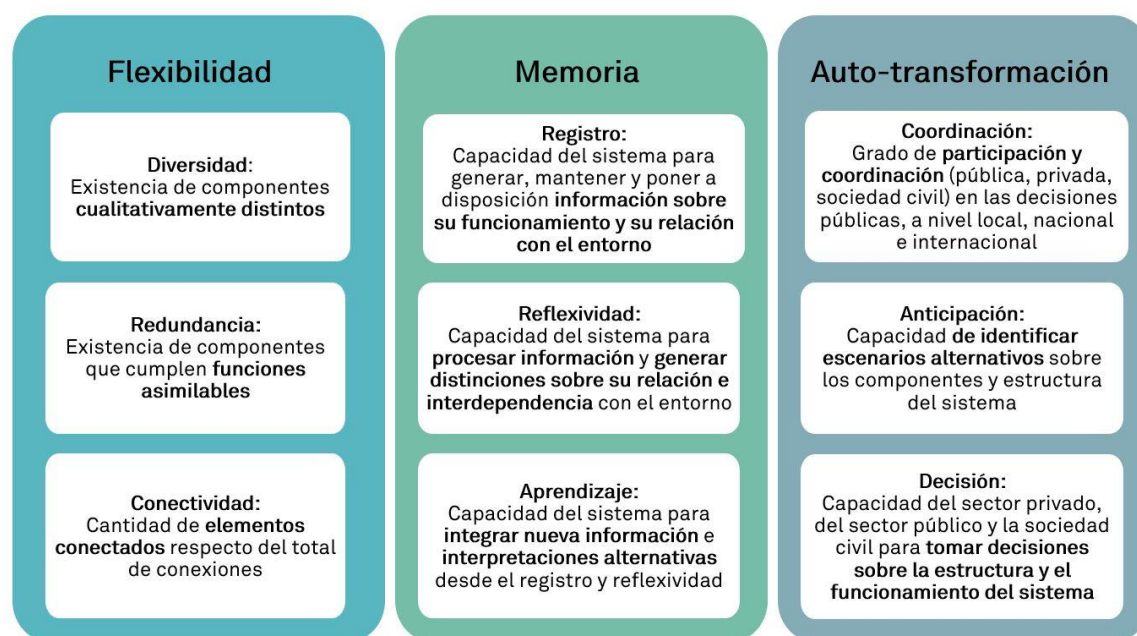 Flexibilidad
Diversidad:
Existencia de componentes
cualitativamente distintos
Redundancia:
Existencia de componentes
que cumplen funciones
asimilables
Conectividad:
Cantidad de elementos
conectados respecto del total
de conexiones
Memoria
Registro:
Capacidad del sistema para
generar, mantener y poner a
disposición información sobre
su funcionamiento y su relación
con el entorno
Reflexividad:
Capacidad del sistema para
procesar información y generar
distinciones sobre su relación e
interdependencia con el entorno
Aprendizaje:
Capacidad del sistema para
integrar nueva información e
interpretaciones alternativas
desde el registro y reflexividad
Auto-transformación
Coordinación:
Grado de participación y
coordinación (pública, privada,
sociedad civil) en las decisiones
públicas, a nivel local, nacional
e internacional
Anticipación:
Capacidad de identificar
escenarios alternativos sobre
los componentes y estructura
del sistema
Decisión:
Capacidad del sector privado,
del sector público y la sociedad
civil para tomar decisiones
sobre la estructura y el
funcionamiento del sistema